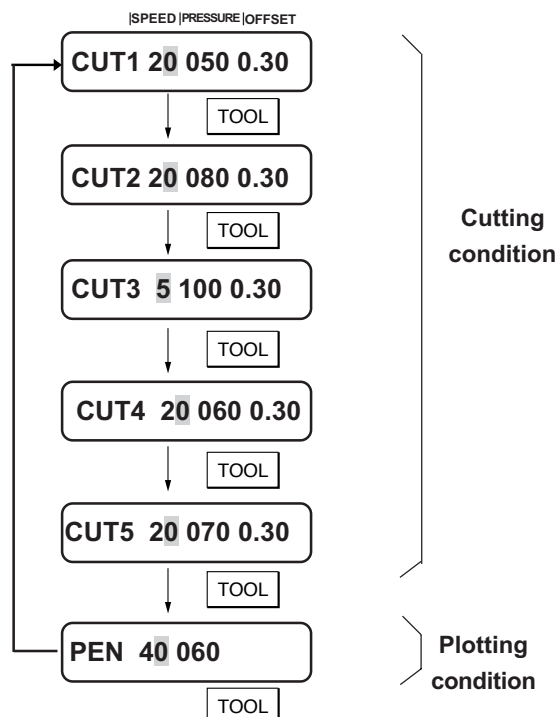 |SPEED |PRESSURE |OFFSET
CUT1 20 050 0.30
TOOL
CUT2 20 080 0.30
TOOL
CUT3 5 100 0.30
TOOL
CUT4 20 060 0.30
TOOL
CUT5 20 070 0.30
TOOL
PEN 40 060
TOOL
Cutting
condition
Plotting
condition